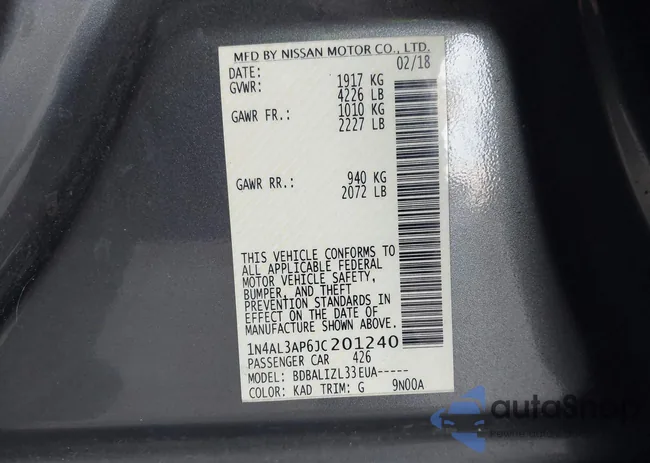 MFD BY NISSAN MOTOR CO., LTD.
DATE: 02/18
GVWR: 1917 KG
4226 LB
GAWR FR.: 1010 KG
2227 LB
GAWR RR.: 940 KG
2072 LB
THIS VEHICLE CONFORMS TO
ALL APPLICABLE FEDERAL
MOTOR VEHICLE SAFETY,
BUMPER, AND THEFT
PREVENTION STANDARDS IN
EFFECT ON THE DATE OF
MANUFACTURE SHOWN ABOVE.
1N4AL3AP6JC201240
PASSENGER CAR 426
MODEL: BDBALIZL33EUA-----
COLOR: KAD TRIM: G 9N00A
autoShop
Powered by